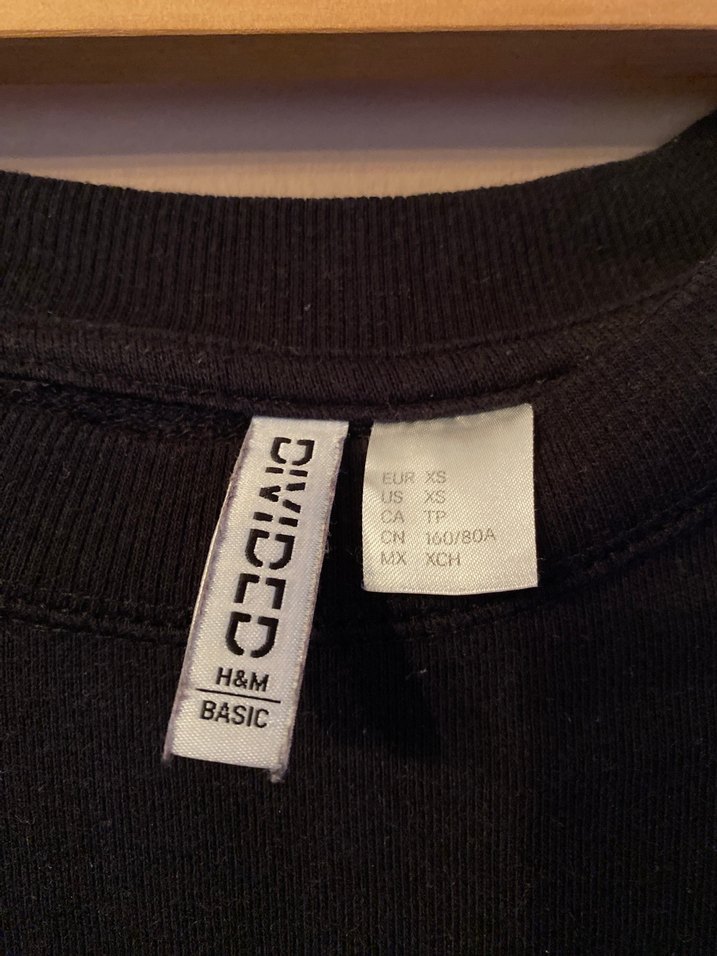 DIVIDED
H&M
BASIC
EUR XS
US XS
CA TP
CN 160/80A
MX XCH